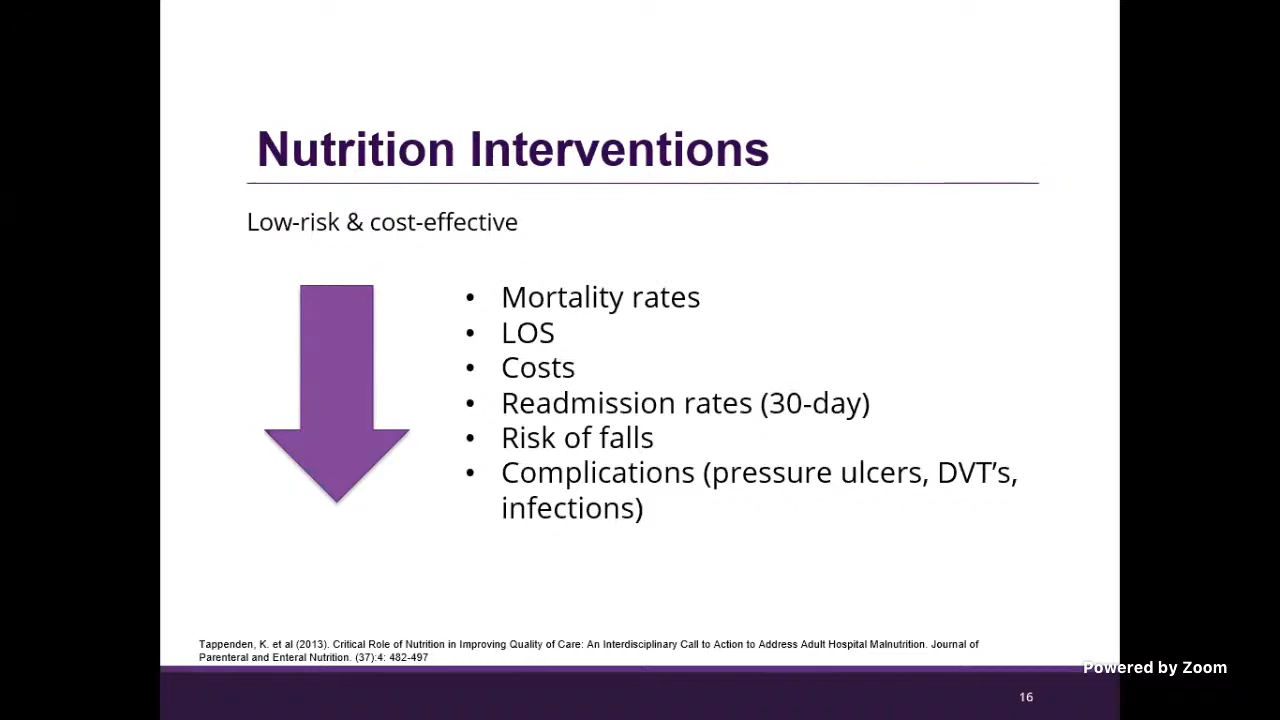 Nutrition Interventions
Low-risk & cost-effective
• Mortality rates
• LOS
• Costs
• Readmission rates (30-day)
• Risk of falls
• Complications (pressure ulcers, DVT’s,
infections)
Tappenden, K. et al (2013). Critical Role of Nutrition in Improving Quality of Care: An Interdisciplinary Call to Action to Address Adult Hospital Malnutrition. Journal of
Parenteral and Enteral Nutrition. (37):4: 482-497
Powered by Zoom
16